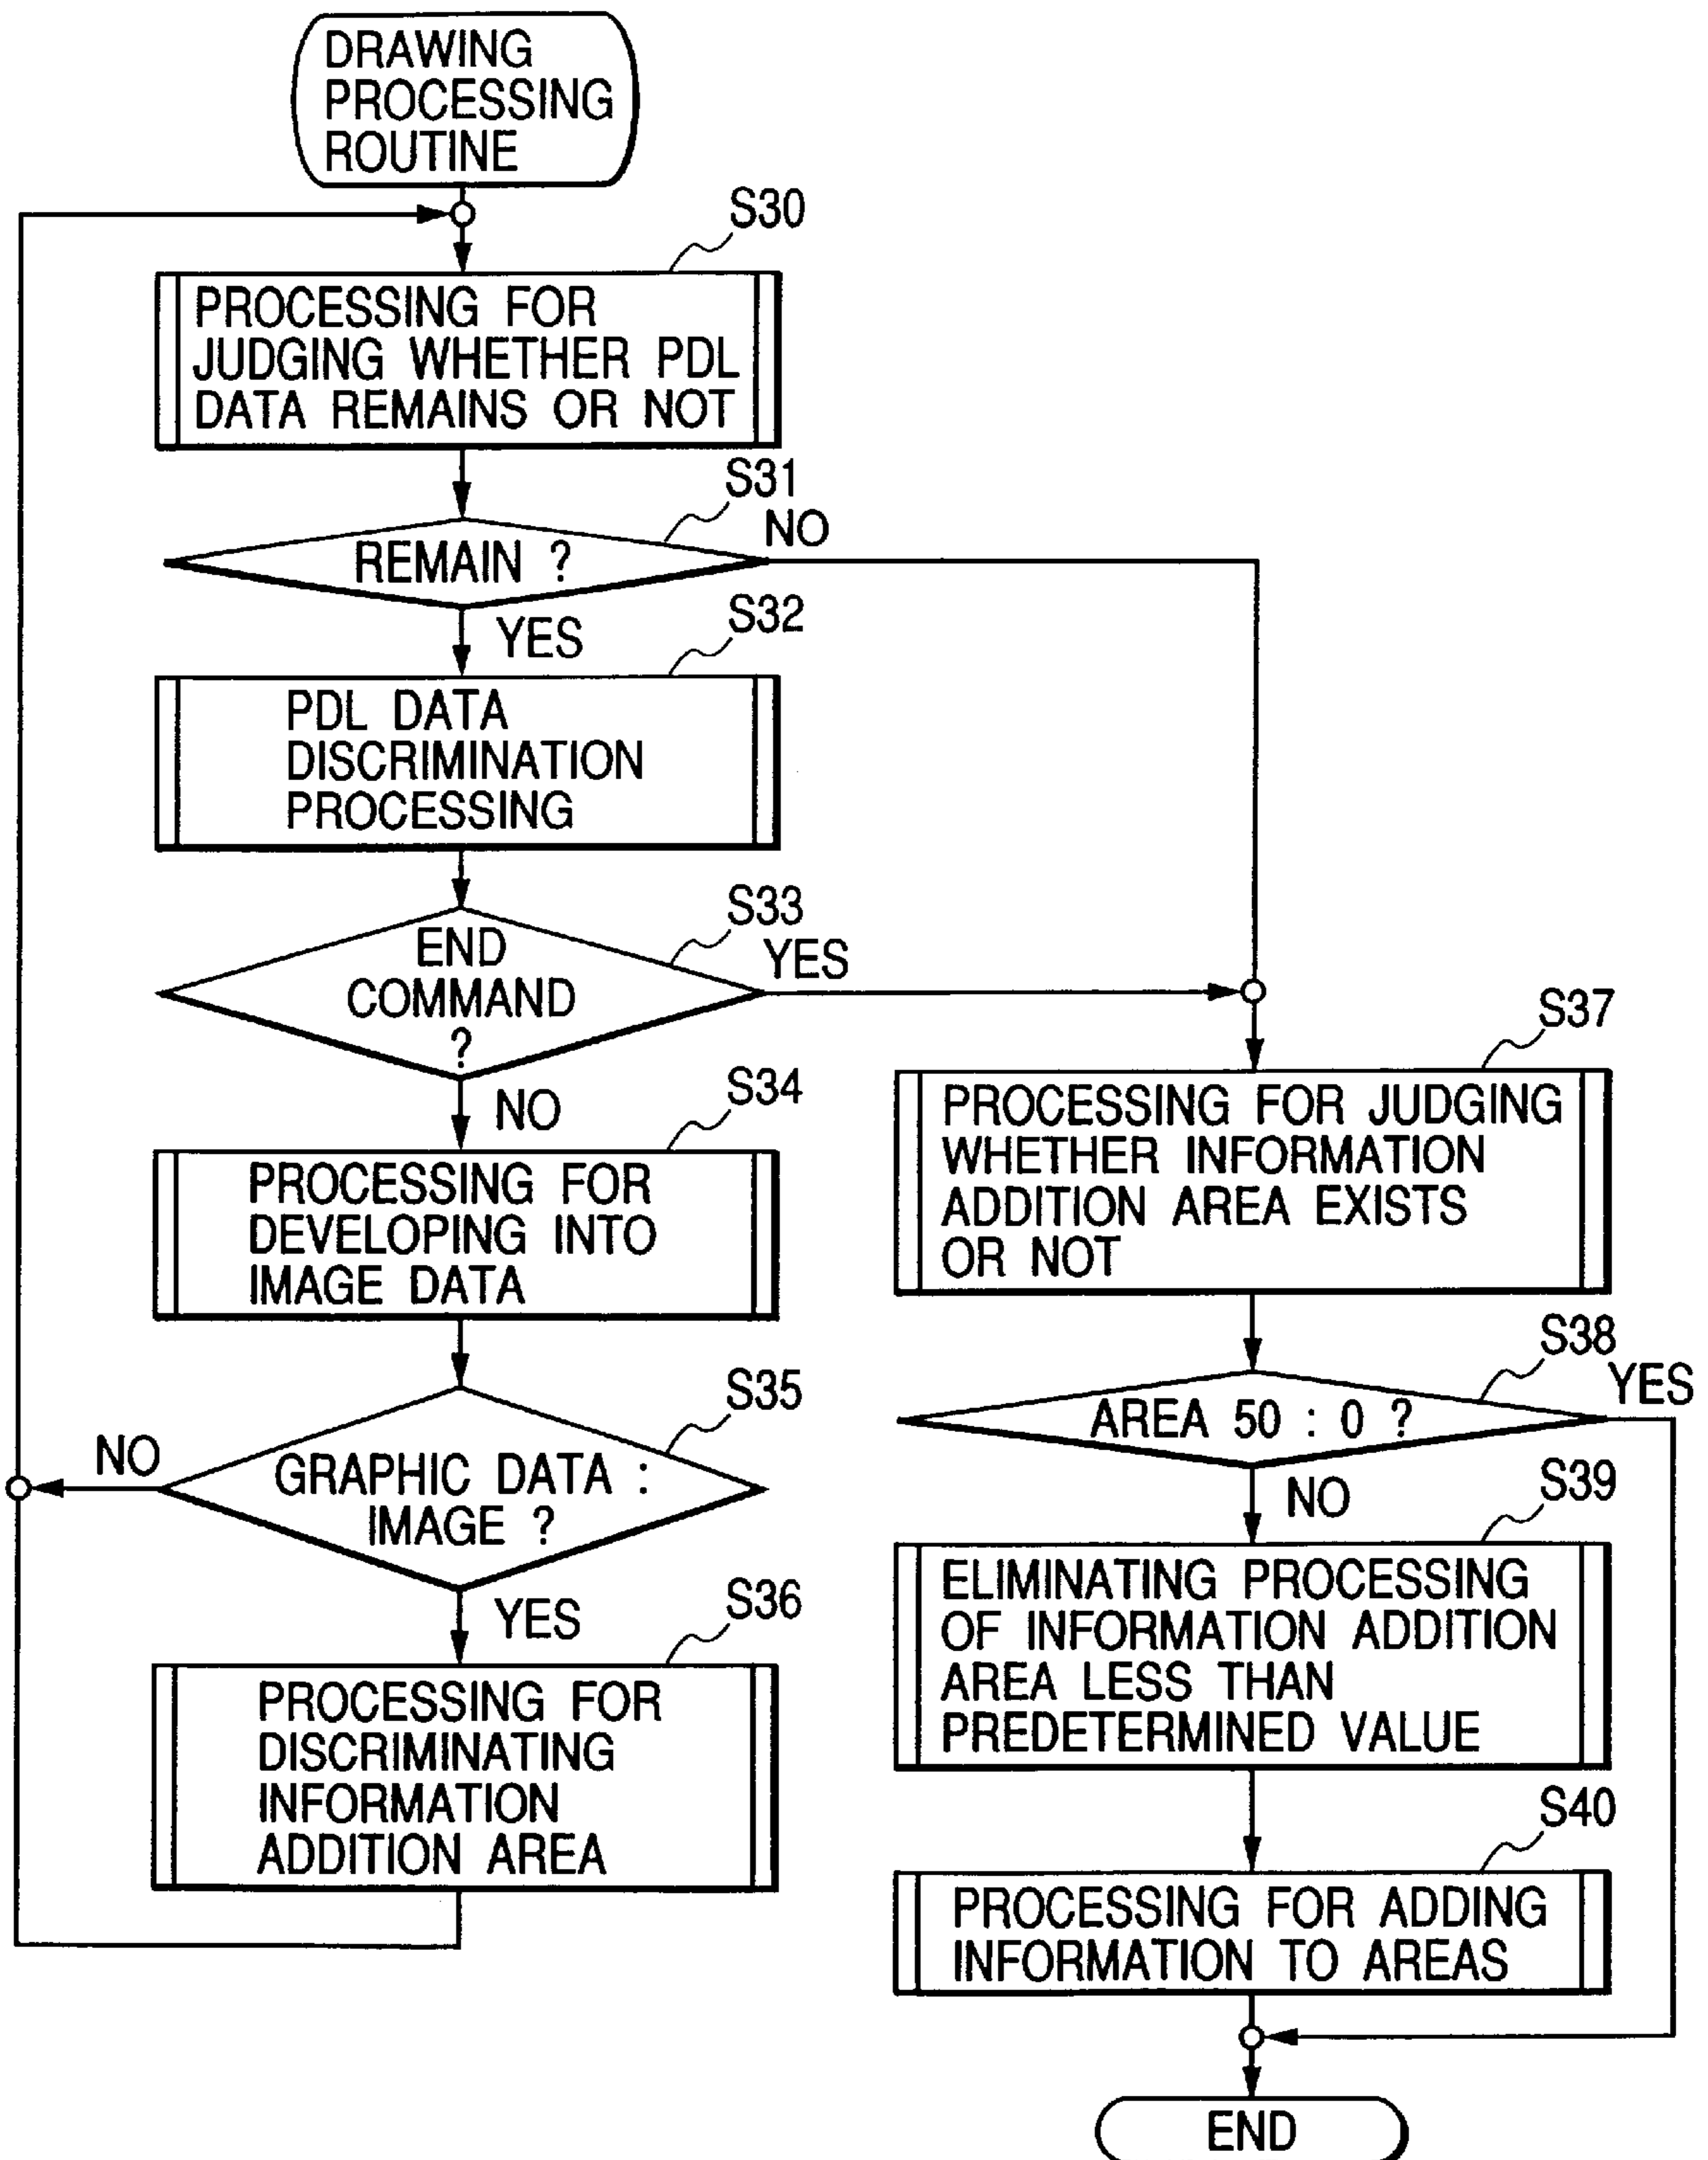 DRAWING
PROCESSING
ROUTINE
S30
PROCESSING FOR
JUDGING WHETHER PDL
DATA REMAINS OR NOT
S31
REMAIN ?
NO
YES
S32
PDL DATA
DISCRIMINATION
PROCESSING
S33
END
COMMAND
?
YES
NO
S34
PROCESSING FOR
DEVELOPING INTO
IMAGE DATA
S35
GRAPHIC DATA :
IMAGE ?
NO
YES
S36
PROCESSING FOR
DISCRIMINATING
INFORMATION
ADDITION AREA
S37
PROCESSING FOR JUDGING
WHETHER INFORMATION
ADDITION AREA EXISTS
OR NOT
S38
AREA 50 : 0 ?
YES
NO
S39
ELIMINATING PROCESSING
OF INFORMATION ADDITION
AREA LESS THAN
PREDETERMINED VALUE
S40
PROCESSING FOR ADDING
INFORMATION TO AREAS
END